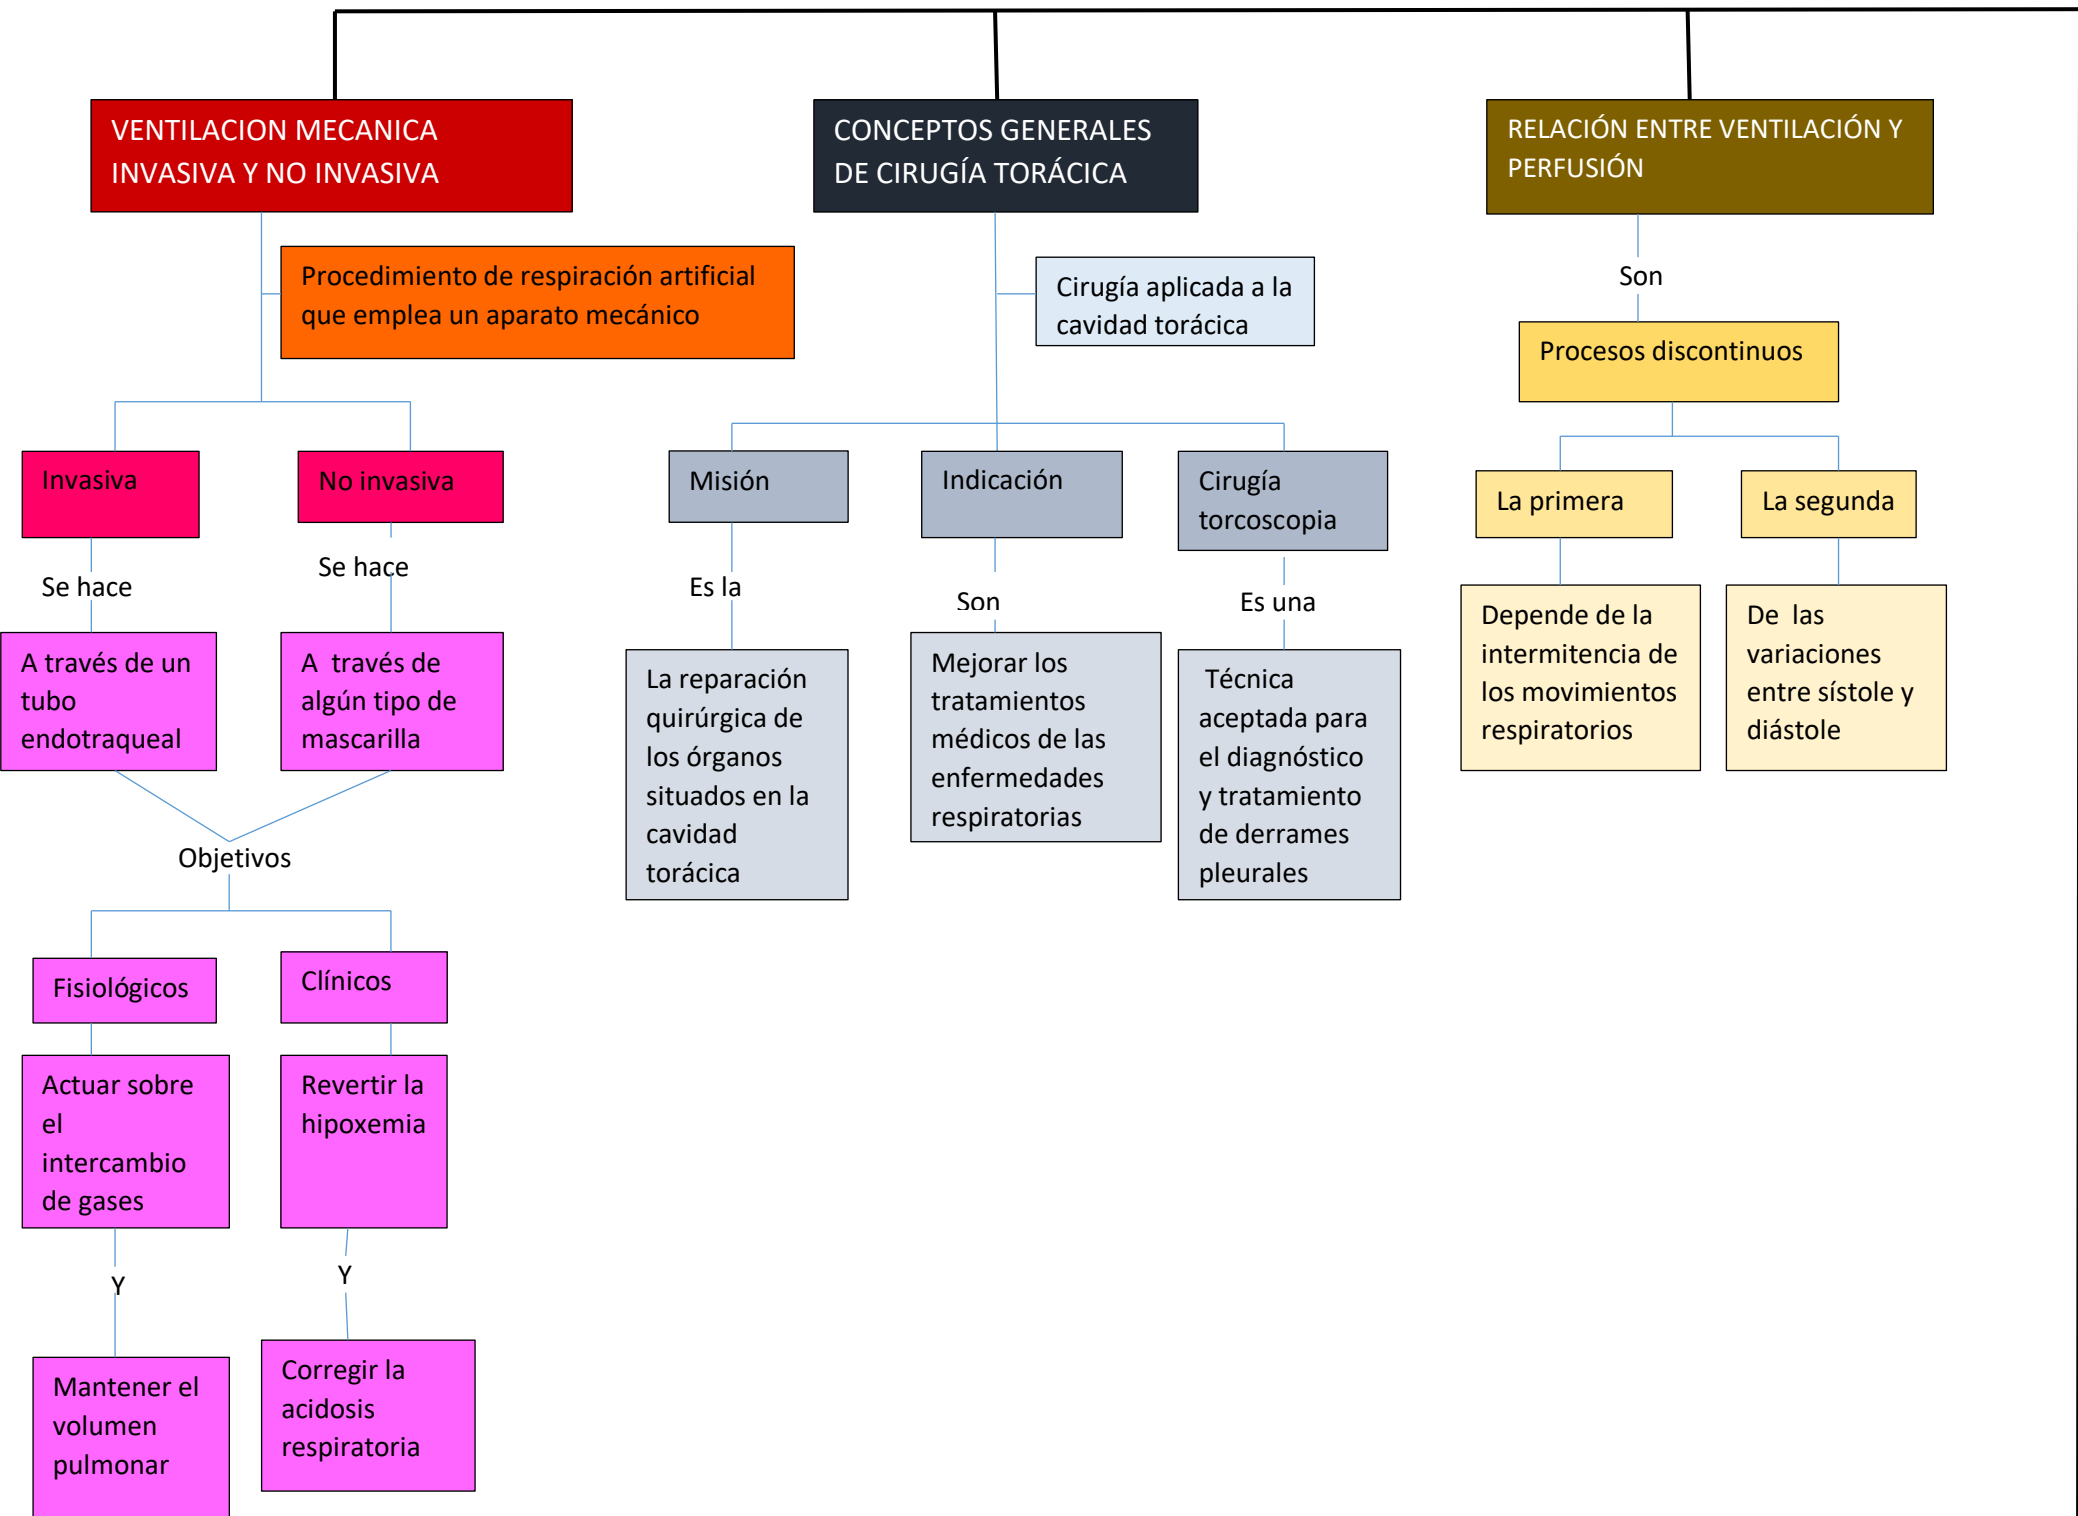 VENTILACION MECANICA
INVASIVA Y NO INVASIVA
Procedimiento de respiración artificial
que emplea un aparato mecánico
Invasiva
No invasiva
Se hace
Se hace
A través de un
tubo
endotraqueal
A  través de
algún tipo de
mascarilla
Objetivos
Fisiológicos
Clínicos
Actuar sobre
el
intercambio
de gases
Revertir la
hipoxemia
Y
Y
Mantener el
volumen
pulmonar
Corregir la
acidosis
respiratoria
CONCEPTOS GENERALES
DE CIRUGÍA TORÁCICA
Cirugía aplicada a la
cavidad torácica
Misión
Indicación
Cirugía
torcoscopia
Es la
Son
Es una
La reparación
quirúrgica de
los órganos
situados en la
cavidad
torácica
Mejorar los
tratamientos
médicos de las
enfermedades
respiratorias
Técnica
aceptada para
el diagnóstico
y tratamiento
de derrames
pleurales
RELACIÓN ENTRE VENTILACIÓN Y
PERFUSIÓN
Son
Procesos discontinuos
La primera
La segunda
Depende de la
intermitencia de
los movimientos
respiratorios
De  las
variaciones
entre sístole y
diástole